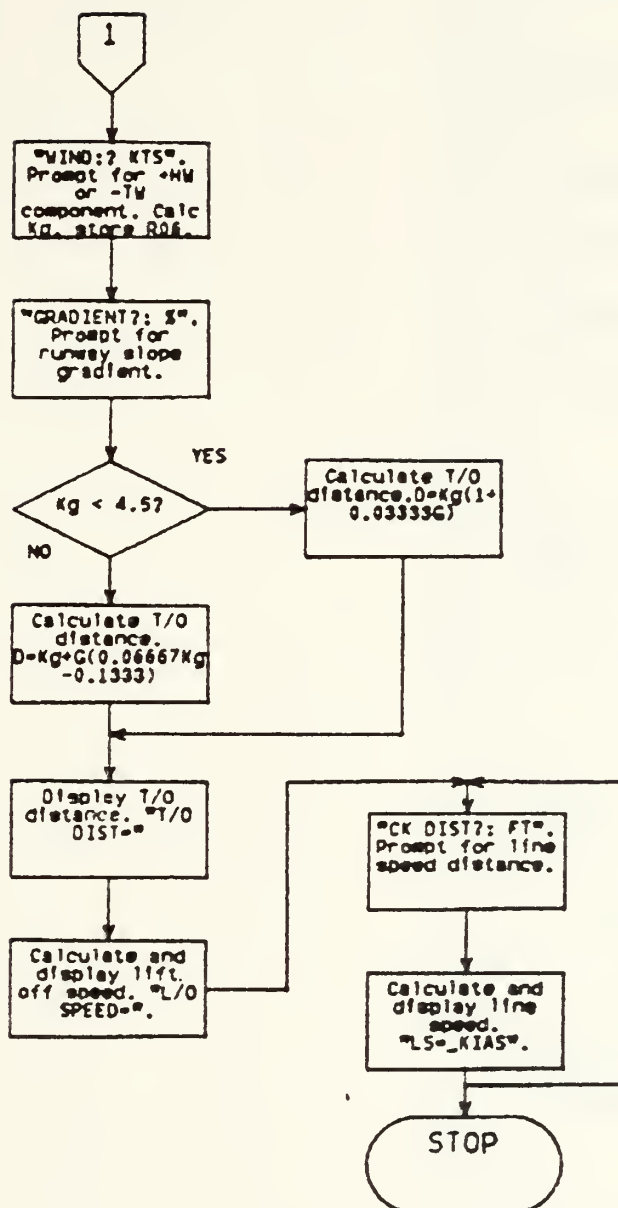 1
"WIND:? KTS".
Prompt for +HW
or -TW
component. Calc
Kg, store R06.
"GRADIENT?: %".
Prompt for
runway slope
gradient.
YES
Kg < 4.5?
NO
Calculate T/O
distance.D=Kg(1+
0.03333G)
Calculate T/O
distance.
D=Kg+G(0.06667Kg
-0.1333)
Display T/O
distance. "T/O
DIST="
Calculate and
display lift
off speed. "L/O
SPEED=".
"CK DIST?: FT".
Prompt for line
speed distance.
Calculate and
display line
speed.
"LS=_KIAS".
STOP